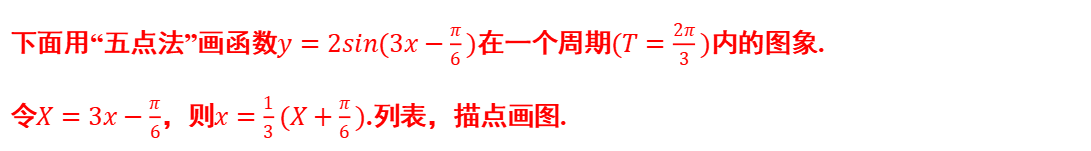 下面用“五点法”画函数y = 2sin(3x − π/6)在一个周期(T = 2π/3)内的图象.
令X = 3x − π/6，则x = 1/3(X + π/6).列表，描点画图.